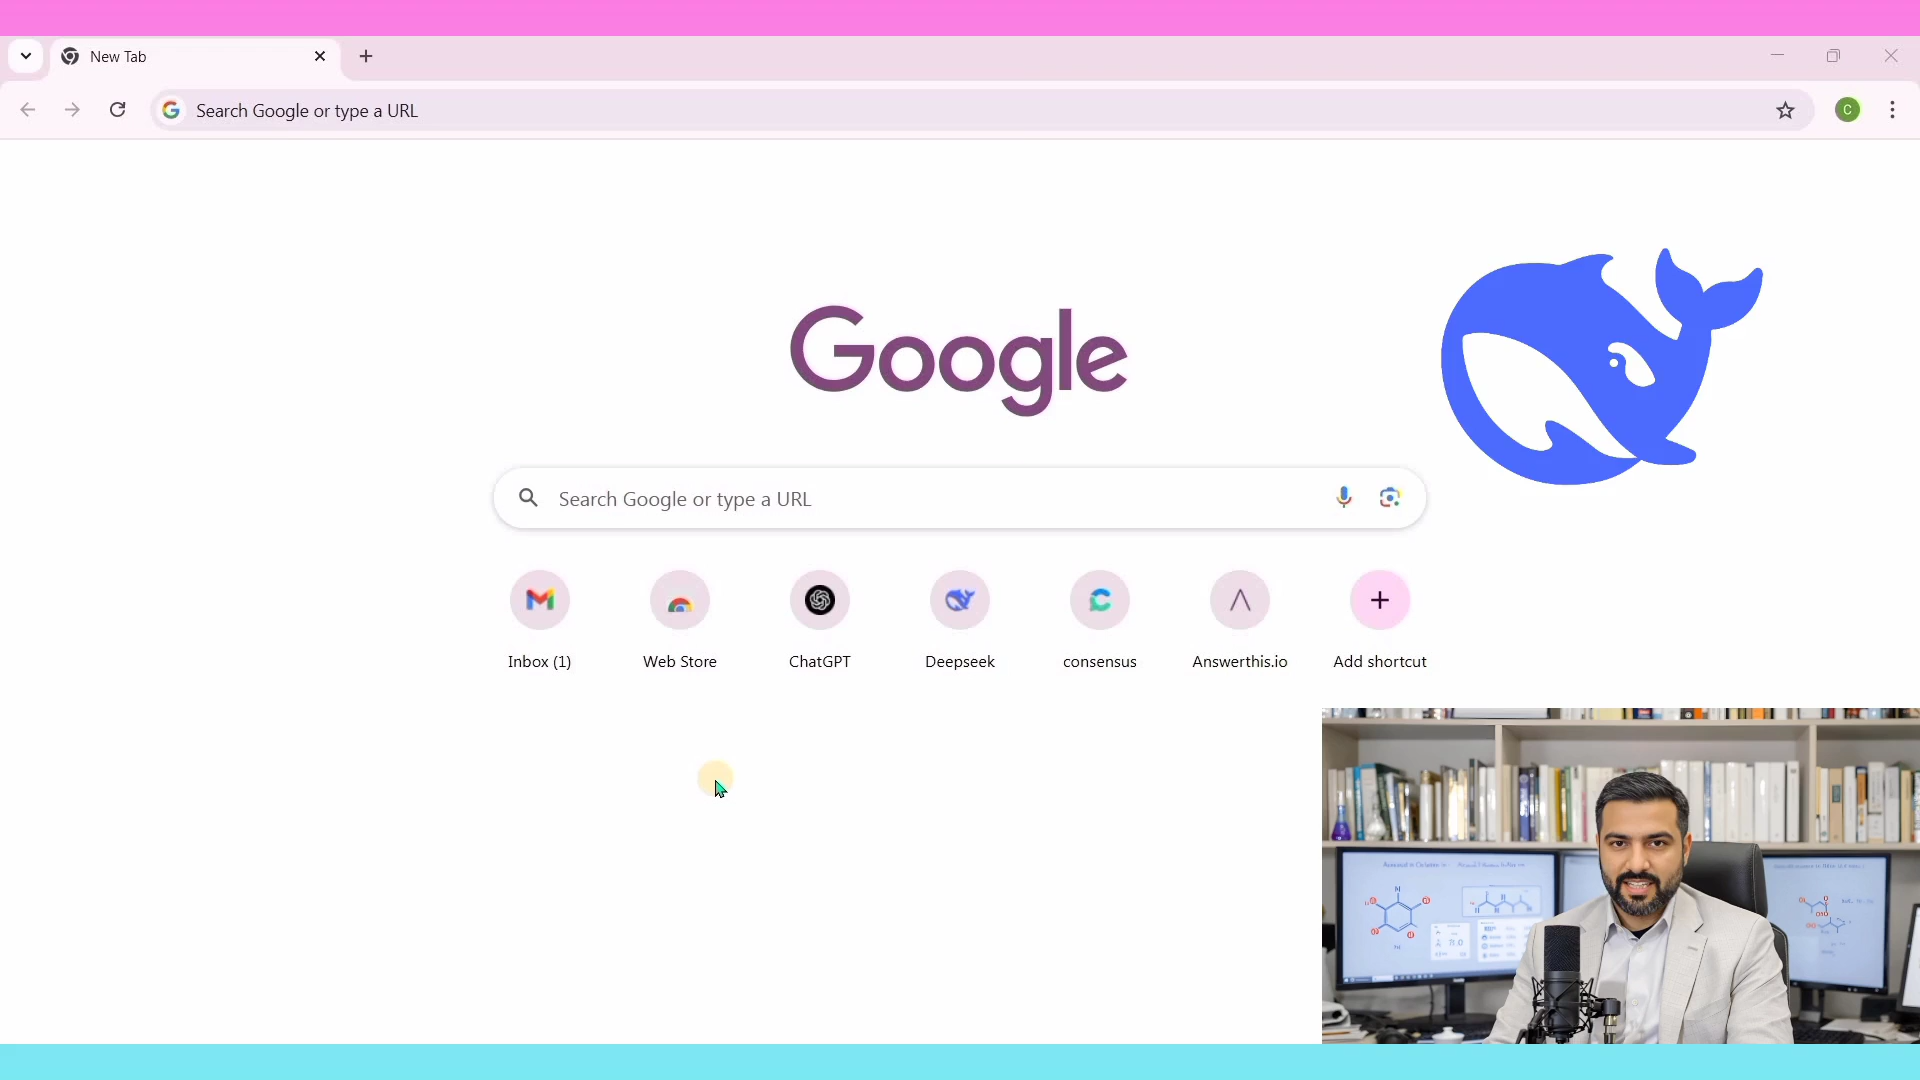 New Tab
Search Google or type a URL
C
Google
Search Google or type a URL
Inbox (1)
Web Store
ChatGPT
Deepseek
consensus
Answerthis.io
Add shortcut